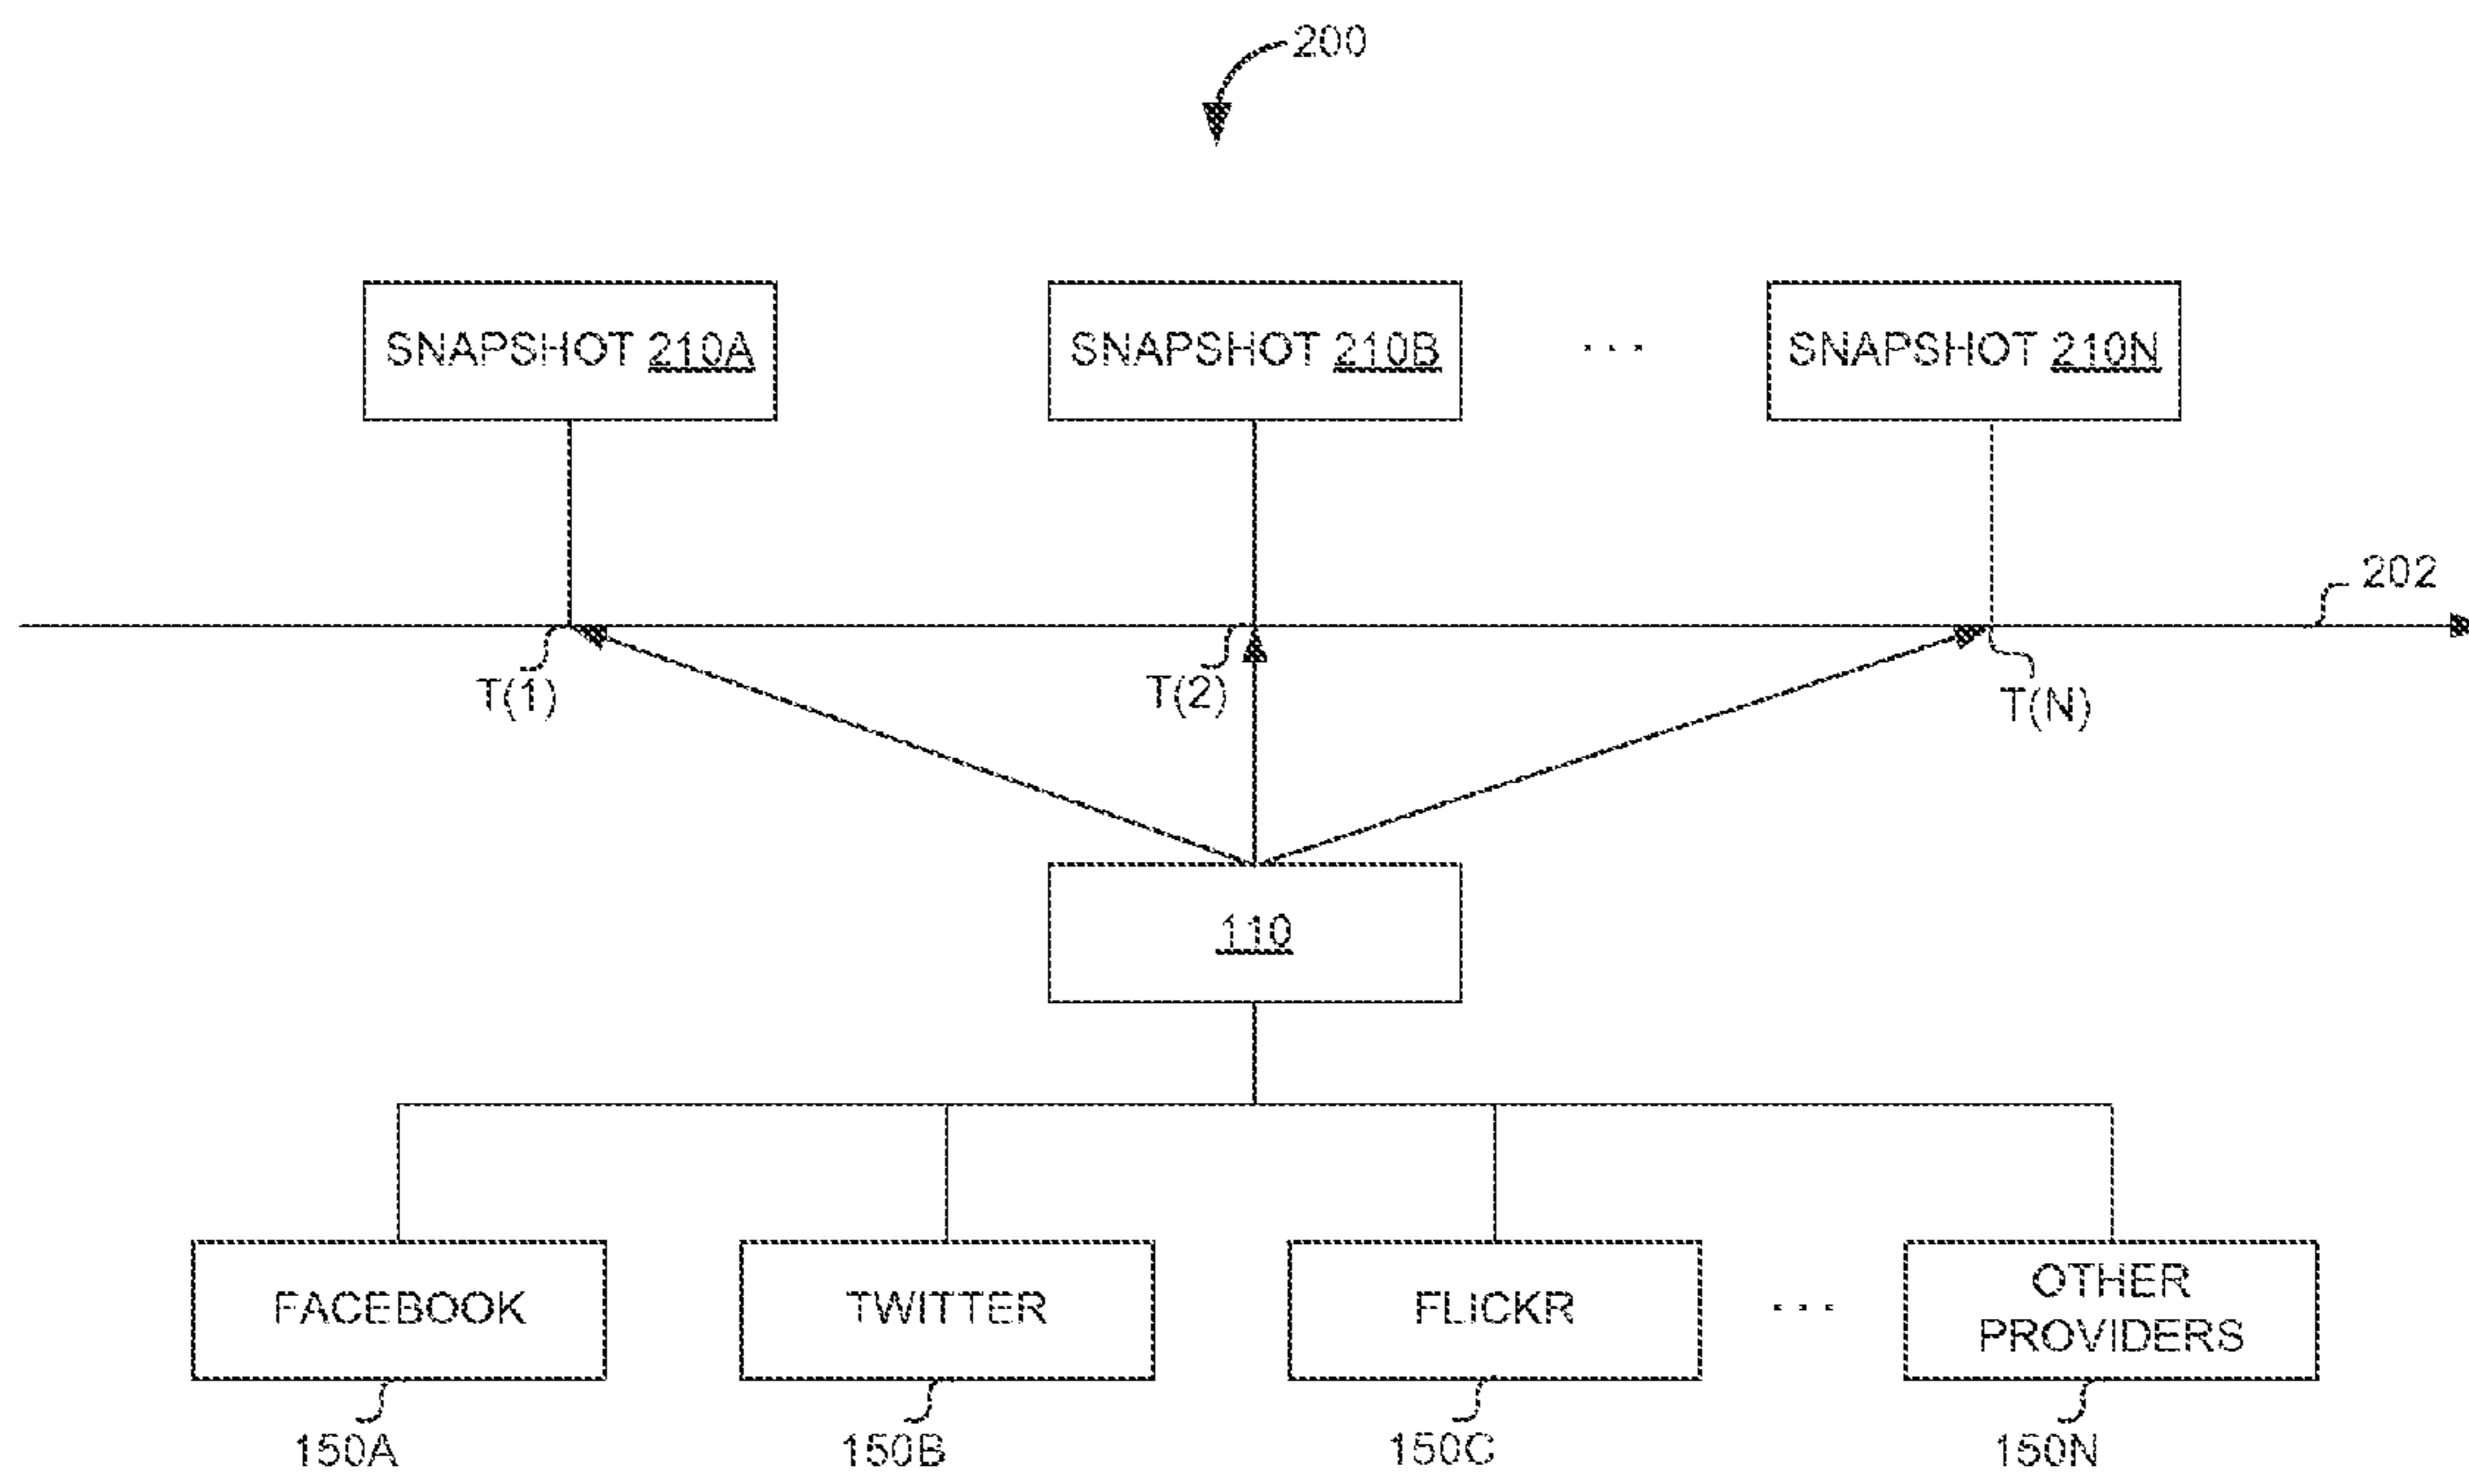 200
SNAPSHOT 210A
SNAPSHOT 210B
...
SNAPSHOT 210N
202
T(1)
T(2)
T(N)
110
FACEBOOK
TWITTER
FLICKR
...
OTHER
PROVIDERS
150A
150B
150C
150N